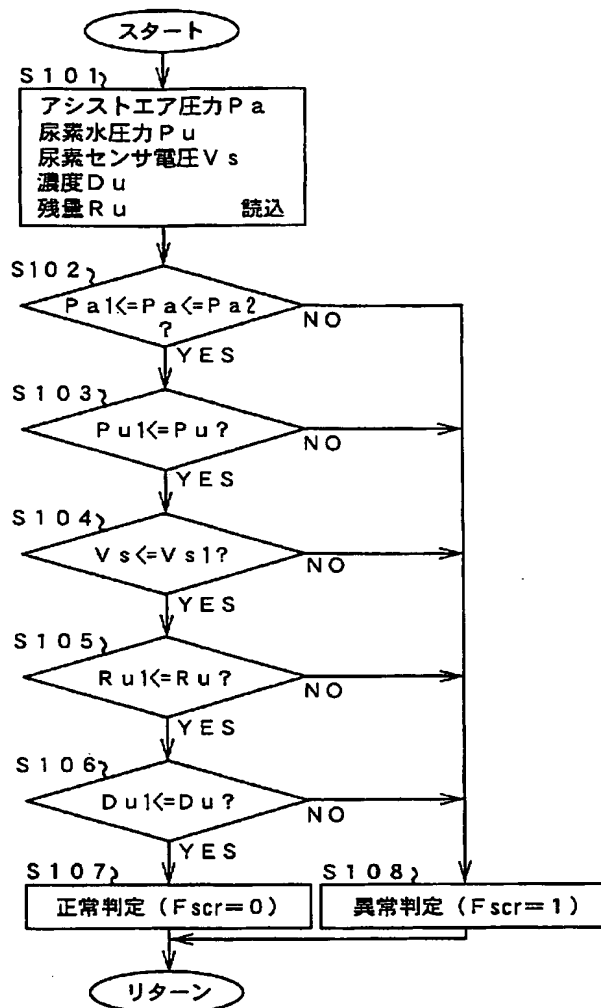 スタート
S101
アシストエア圧力Pa
尿素水圧力Pu
尿素センサ電圧Vs
濃度Du
残量Ru 読込
S102
Pa1<=Pa<=Pa2
?
NO
YES
S103
Pu1<=Pu?
NO
YES
S104
Vs<=Vs1?
NO
YES
S105
Ru1<=Ru?
NO
YES
S106
Du1<=Du?
NO
YES
S107
正常判定(Fscr=0)
S108
異常判定(Fscr=1)
リターン